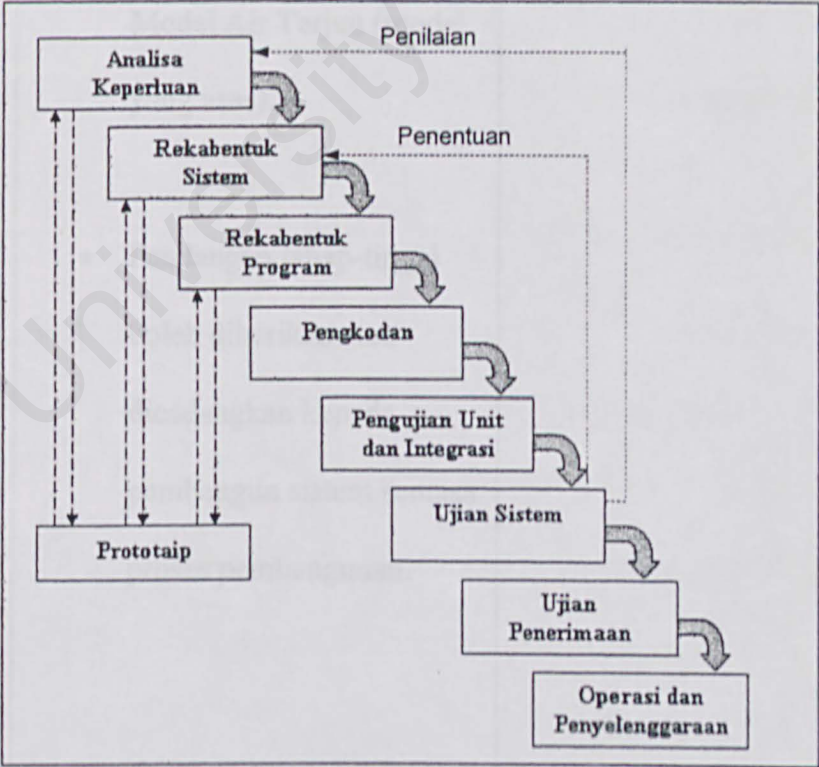 Penilaian
Analisa
Keperluan
Penentuan
Rekabentuk
Sistem
Rekabentuk
Program
Pengkodan
Pengujian Unit
dan Integrasi
Ujian Sistem
Prototaip
Ujian
Penerimaan
Operasi dan
Penyelenggaraan
University